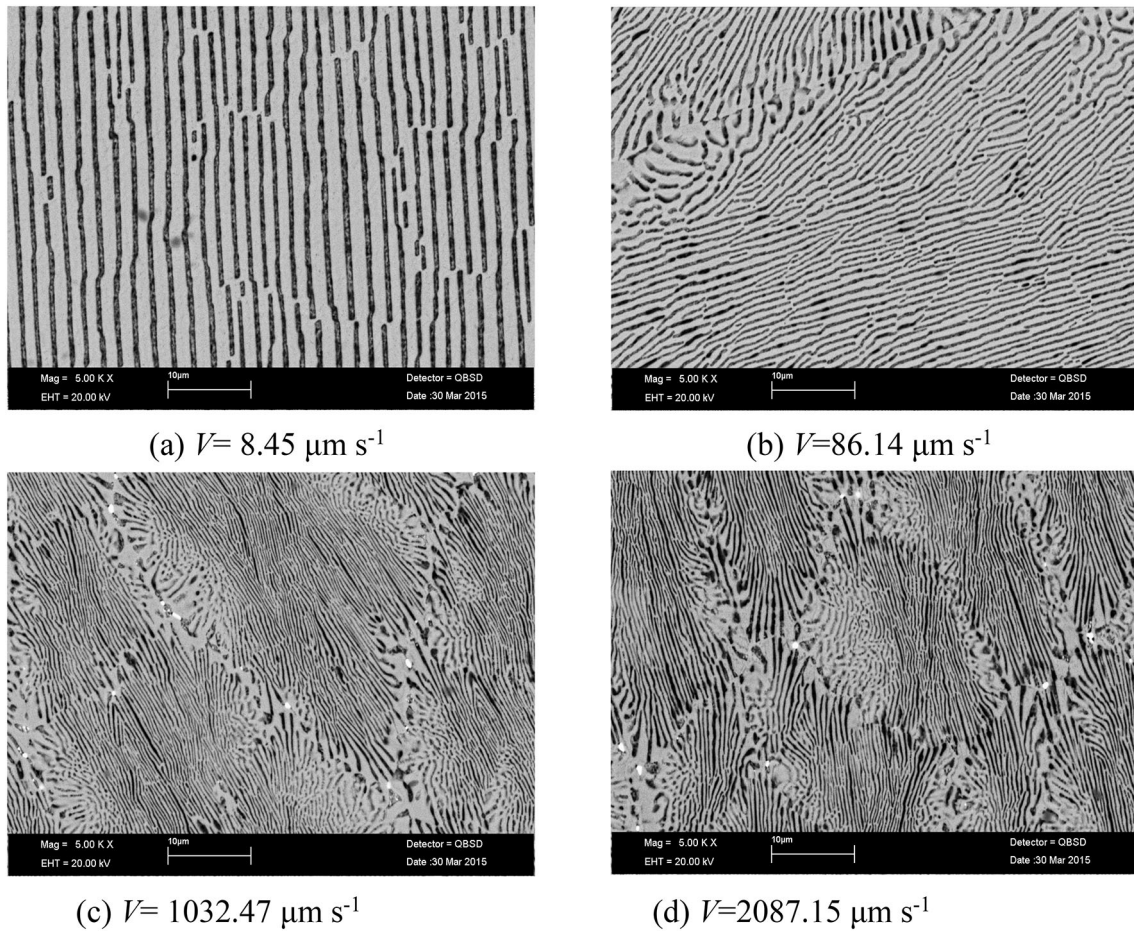 Mag = 5.00 K X
10µm
Detector = QBSD
EHT = 20.00 kV
Date :30 Mar 2015
Mag = 5.00 K X
10µm
Detector = QBSD
EHT = 20.00 kV
Date :30 Mar 2015
(a) V= 8.45 μm s-1
(b) V=86.14 μm s-1
Mag = 5.00 K X
10µm
Detector = QBSD
EHT = 20.00 kV
Date :30 Mar 2015
Mag = 5.00 K X
10µm
Detector = QBSD
EHT = 20.00 kV
Date :30 Mar 2015
(c) V= 1032.47 μm s-1
(d) V=2087.15 μm s-1